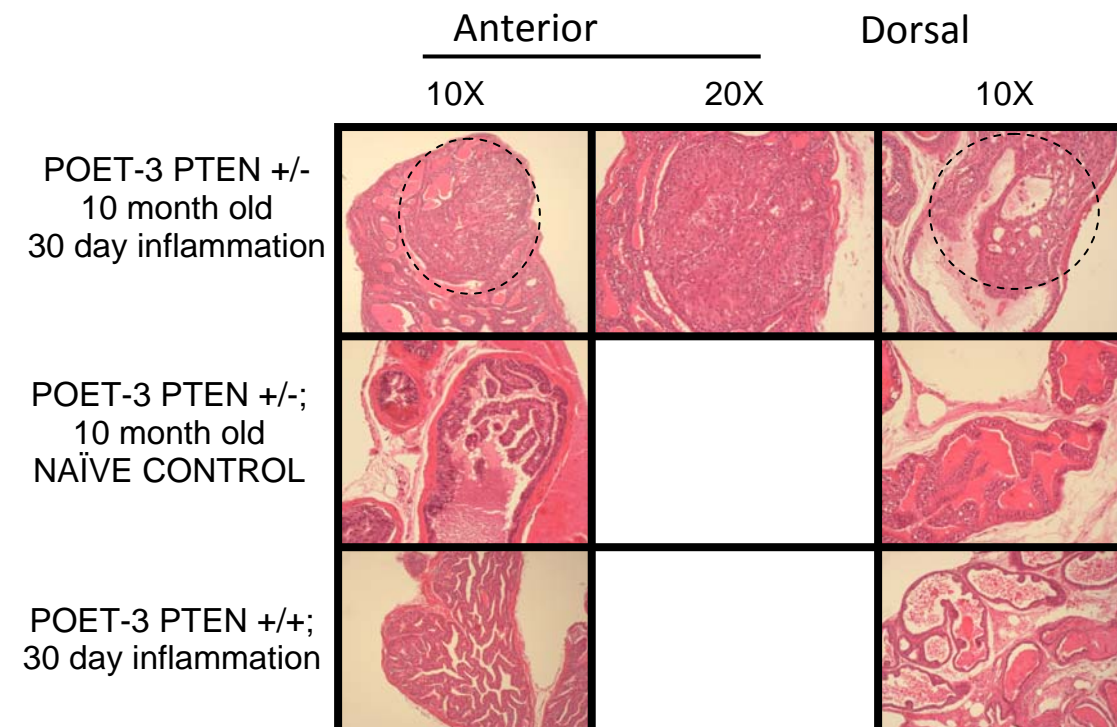 Anterior
Dorsal
10X
20X
10X
POET-3 PTEN +/-
10 month old
30 day inflammation
POET-3 PTEN +/-;
10 month old
NAÏVE CONTROL
POET-3 PTEN +/+;
30 day inflammation